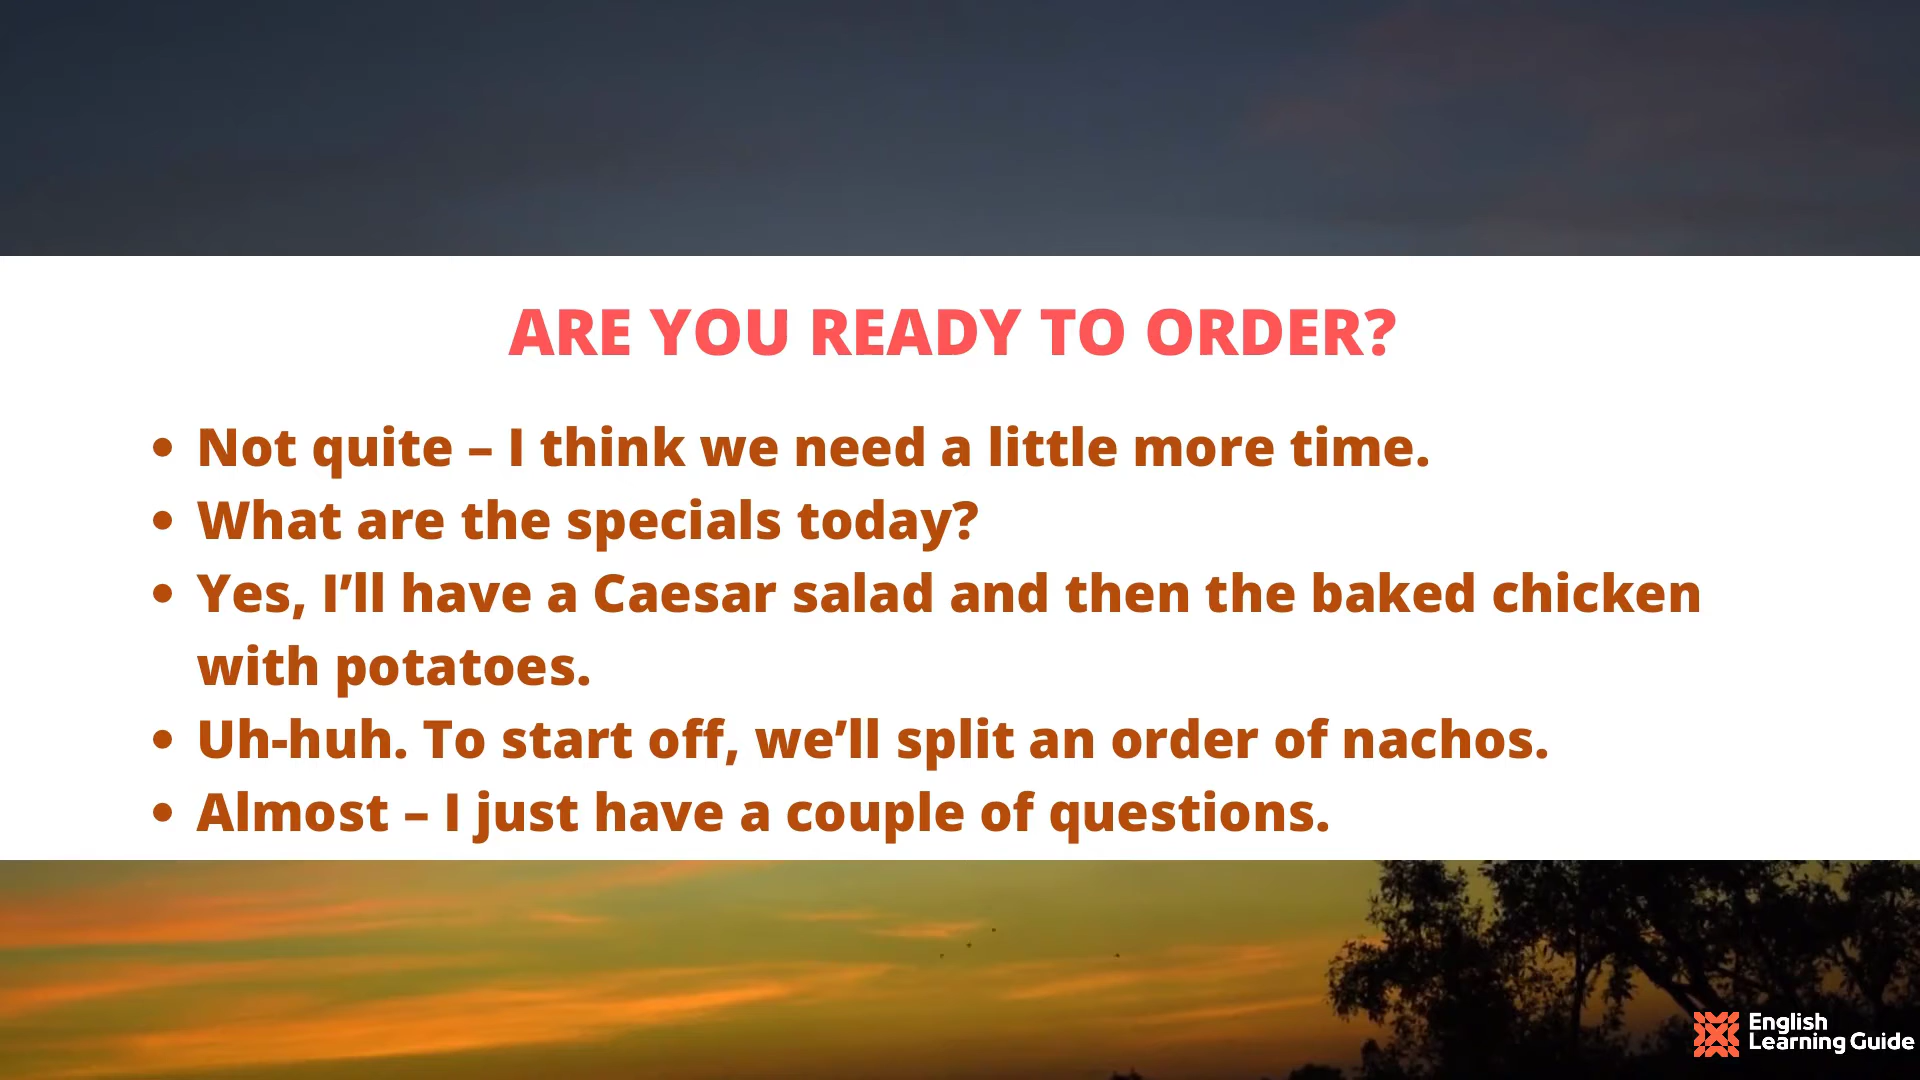 ARE YOU READY TO ORDER?
• Not quite – I think we need a little more time.
• What are the specials today?
• Yes, I’ll have a Caesar salad and then the baked chicken
with potatoes.
• Uh-huh. To start off, we’ll split an order of nachos.
• Almost – I just have a couple of questions.
English
Learning Guide